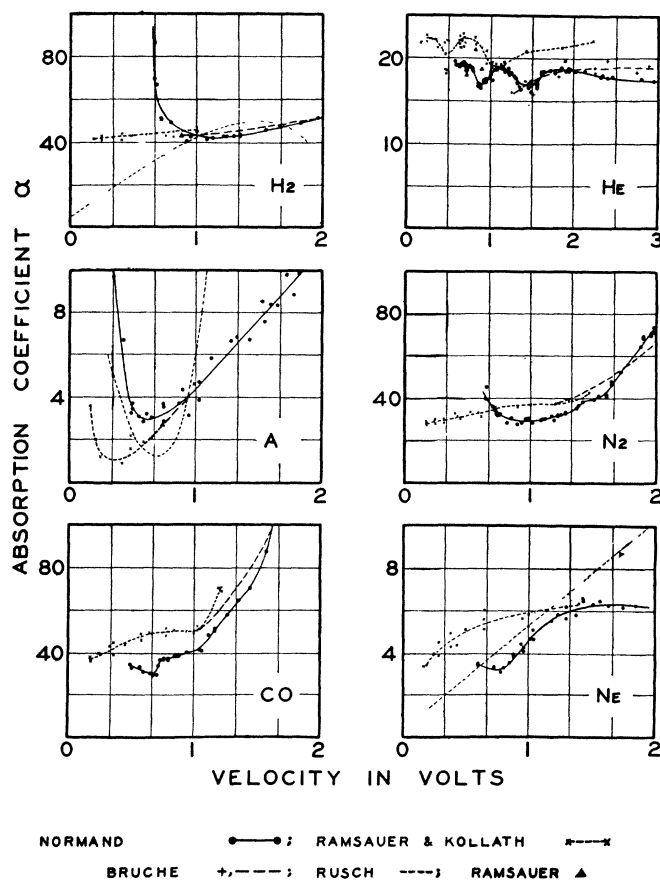 80
40
H2
0 1 2
20
10
HE
0 1 2 3
8
4
A
0 1 2
80
40
N2
0 1 2
80
40
CO
0 1 2
8
4
NE
0 1 2
ABSORPTION COEFFICIENT α
VELOCITY IN VOLTS
NORMAND ●——●; RAMSAUER & KOLLATH x-----x
BRUCHE +,— — —; RUSCH ----; RAMSAUER ▲